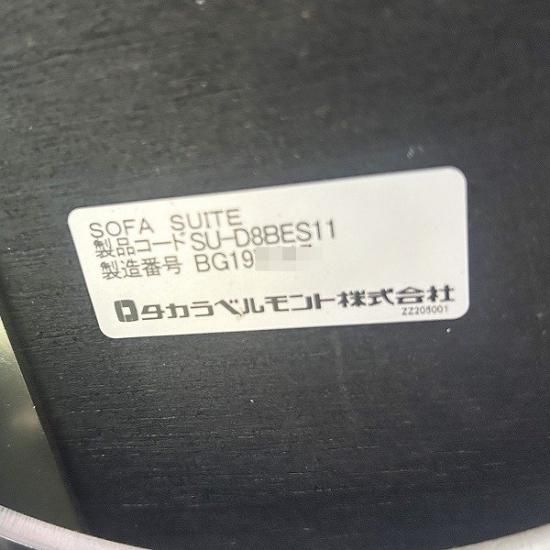 SOFA SUITE
製品コード SU-D8BES11
製造番号 BG19
タカラベルモント株式会社
ZZ205001